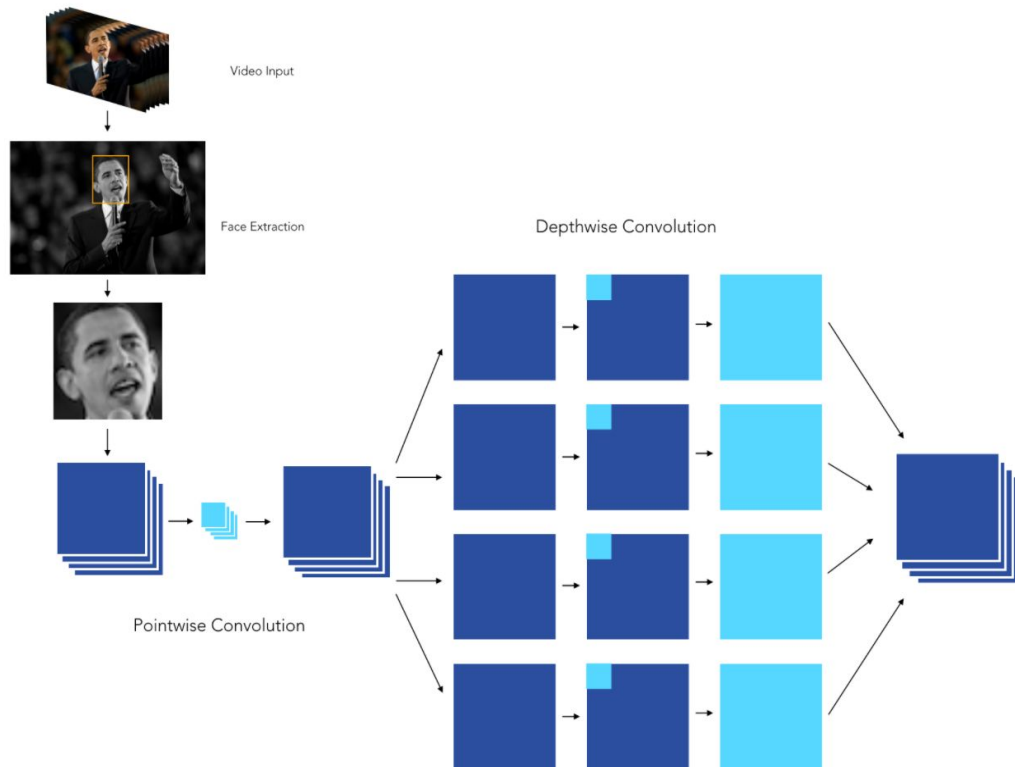 Video Input
Face Extraction
Depthwise Convolution
Pointwise Convolution